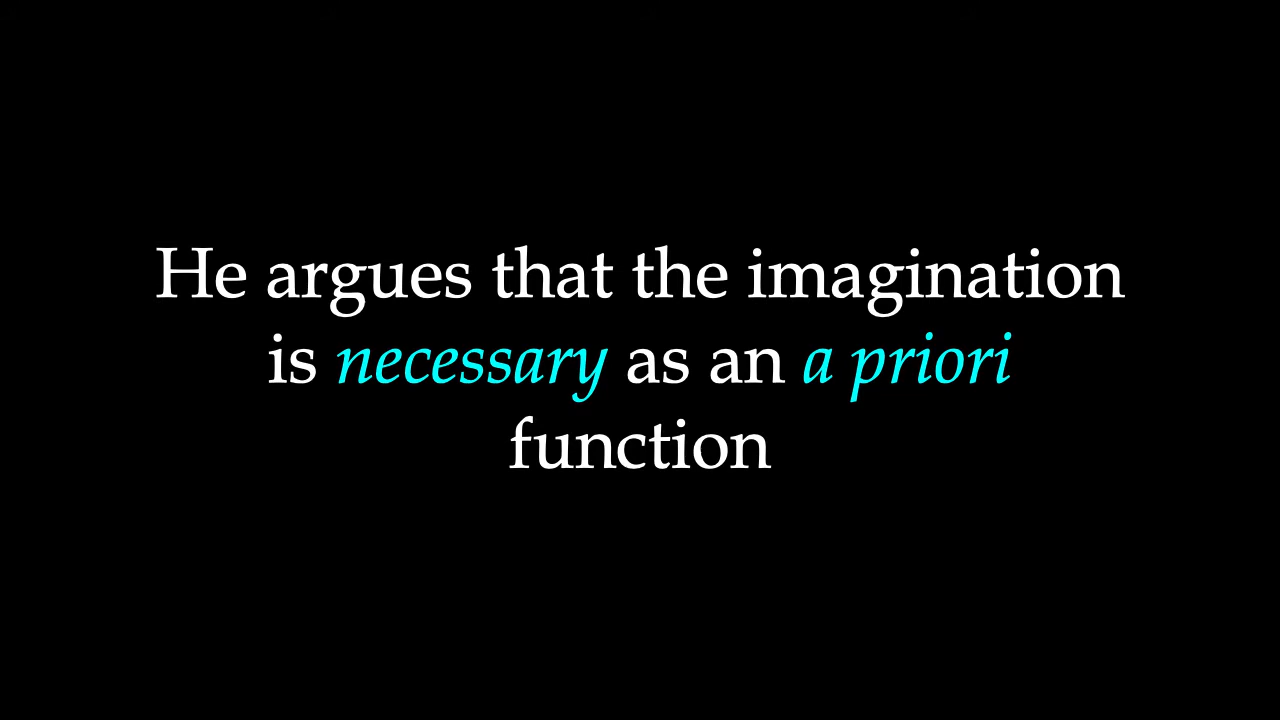 He argues that the imagination
is necessary as an a priori
function